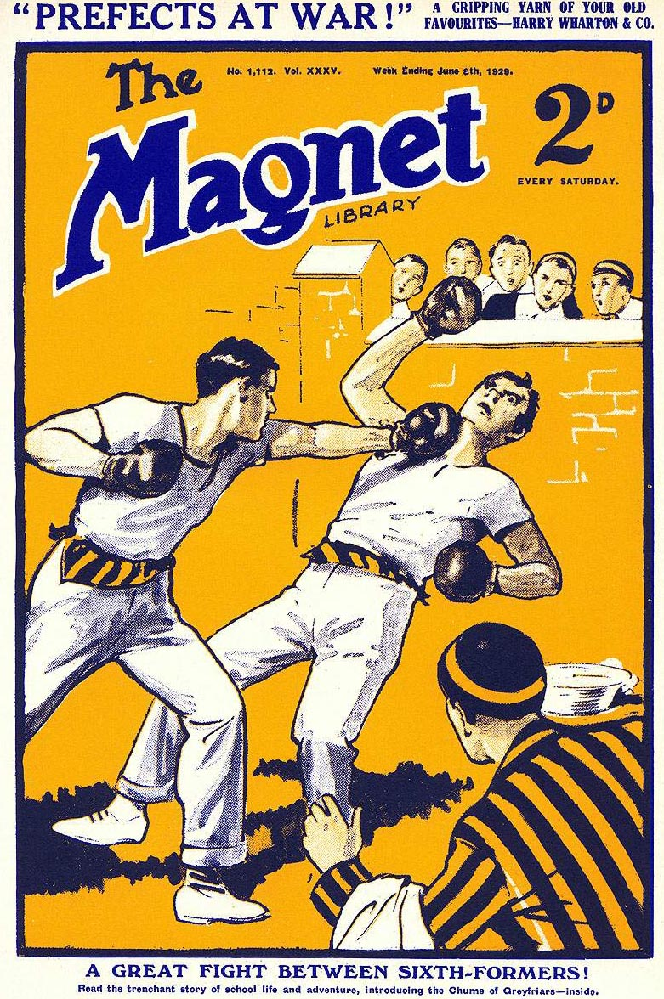 "PREFECTS AT WAR!"
A GRIPPING YARN OF YOUR OLD
FAVOURITES—HARRY WHARTON & CO.
The
No. 1,112. Vol. XXXV. Week Ending June 8th, 1929.
Magnet
LIBRARY
2D
EVERY SATURDAY.
A GREAT FIGHT BETWEEN SIXTH-FORMERS!
Read the trenchant story of school life and adventure, introducing the Chums of Greyfriars—inside.